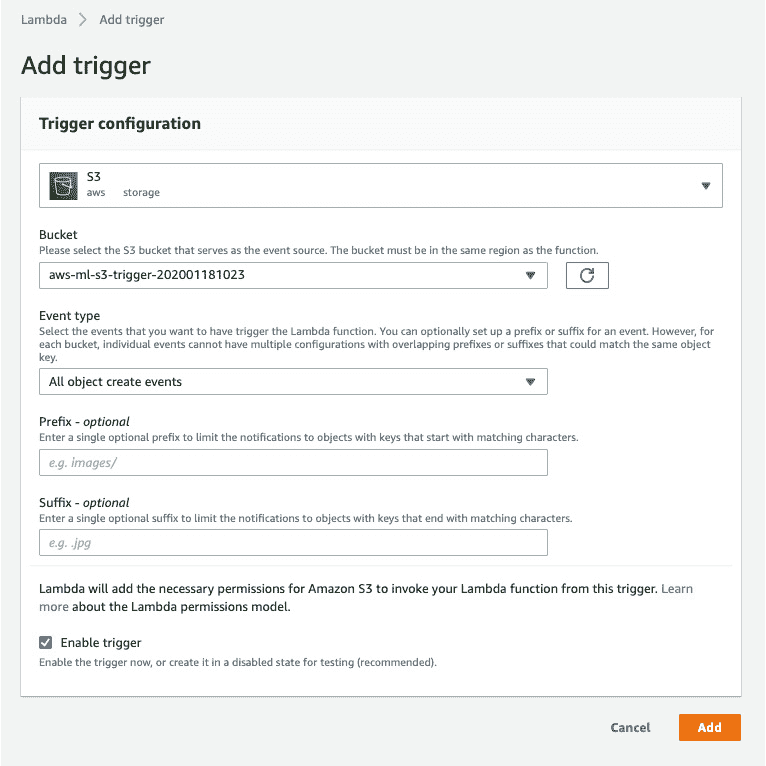 Lambda > Add trigger
Add trigger
Trigger configuration
S3
aws storage
Bucket
Please select the S3 bucket that serves as the event source. The bucket must be in the same region as the function.
aws-ml-s3-trigger-202001181023
Event type
Select the events that you want to have trigger the Lambda function. You can optionally set up a prefix or suffix for an event. However, for
each bucket, individual events cannot have multiple configurations with overlapping prefixes or suffixes that could match the same object
key.
All object create events
Prefix - optional
Enter a single optional prefix to limit the notifications to objects with keys that start with matching characters.
e.g. images/
Suffix - optional
Enter a single optional suffix to limit the notifications to objects with keys that end with matching characters.
e.g. .jpg
Lambda will add the necessary permissions for Amazon S3 to invoke your Lambda function from this trigger. Learn
more about the Lambda permissions model.
Enable trigger
Enable the trigger now, or create it in a disabled state for testing (recommended).
Cancel Add